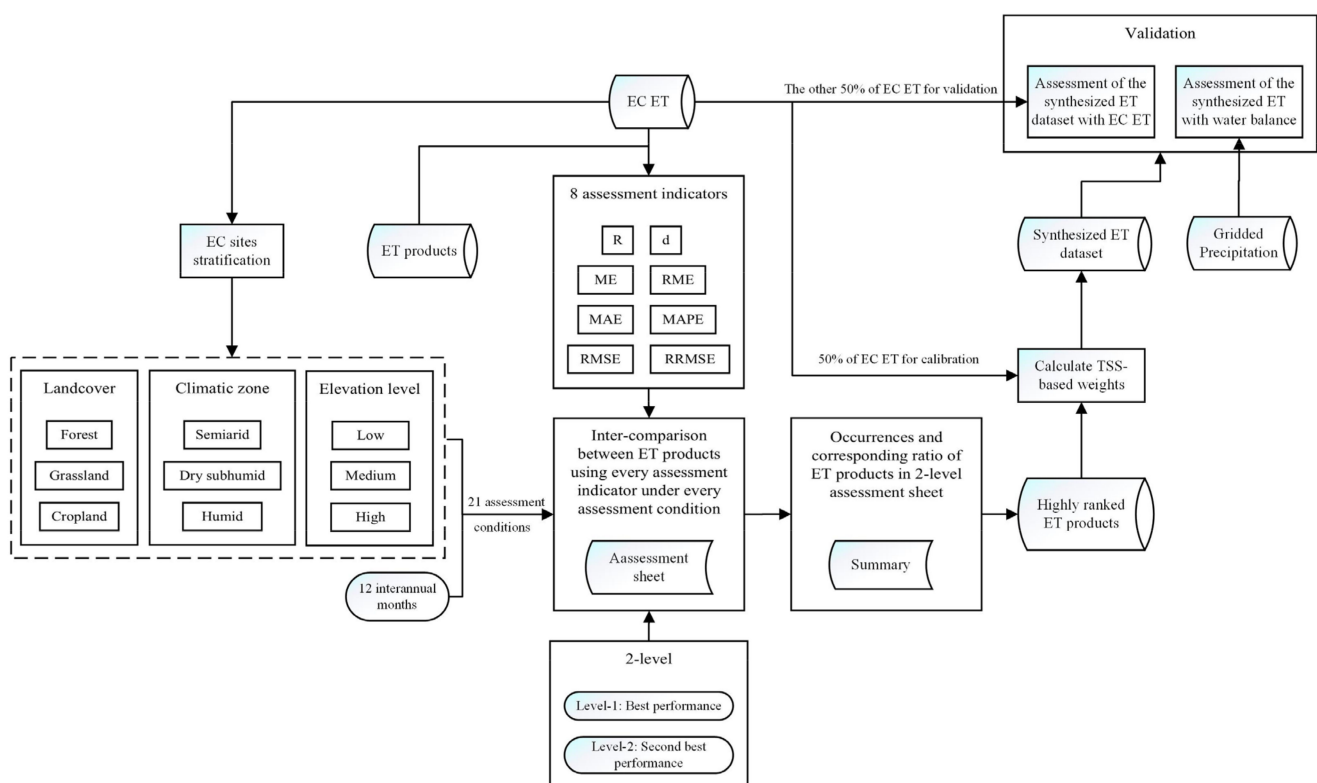 Validation
Assessment of the
synthesized ET
dataset with EC ET
Assessment of the
synthesized ET
with water balance
EC ET
The other 50% of EC ET for validation
8 assessment indicators
R
d
ME
RME
MAE
MAPE
RMSE
RRMSE
EC sites
stratification
ET products
Synthesized ET
dataset
Gridded
Precipitation
50% of EC ET for calibration
Calculate TSS-
based weights
Landcover
Forest
Grassland
Cropland
Climatic zone
Semiarid
Dry subhumid
Humid
Elevation level
Low
Medium
High
21 assessment
conditions
12 interannual
months
Inter-comparison
between ET products
using every assessment
indicator under every
assessment condition
Aassessment
sheet
Occurrences and
corresponding ratio of
ET products in 2-level
assessment sheet
Summary
Highly ranked
ET products
2-level
Level-1: Best performance
Level-2: Second best
performance